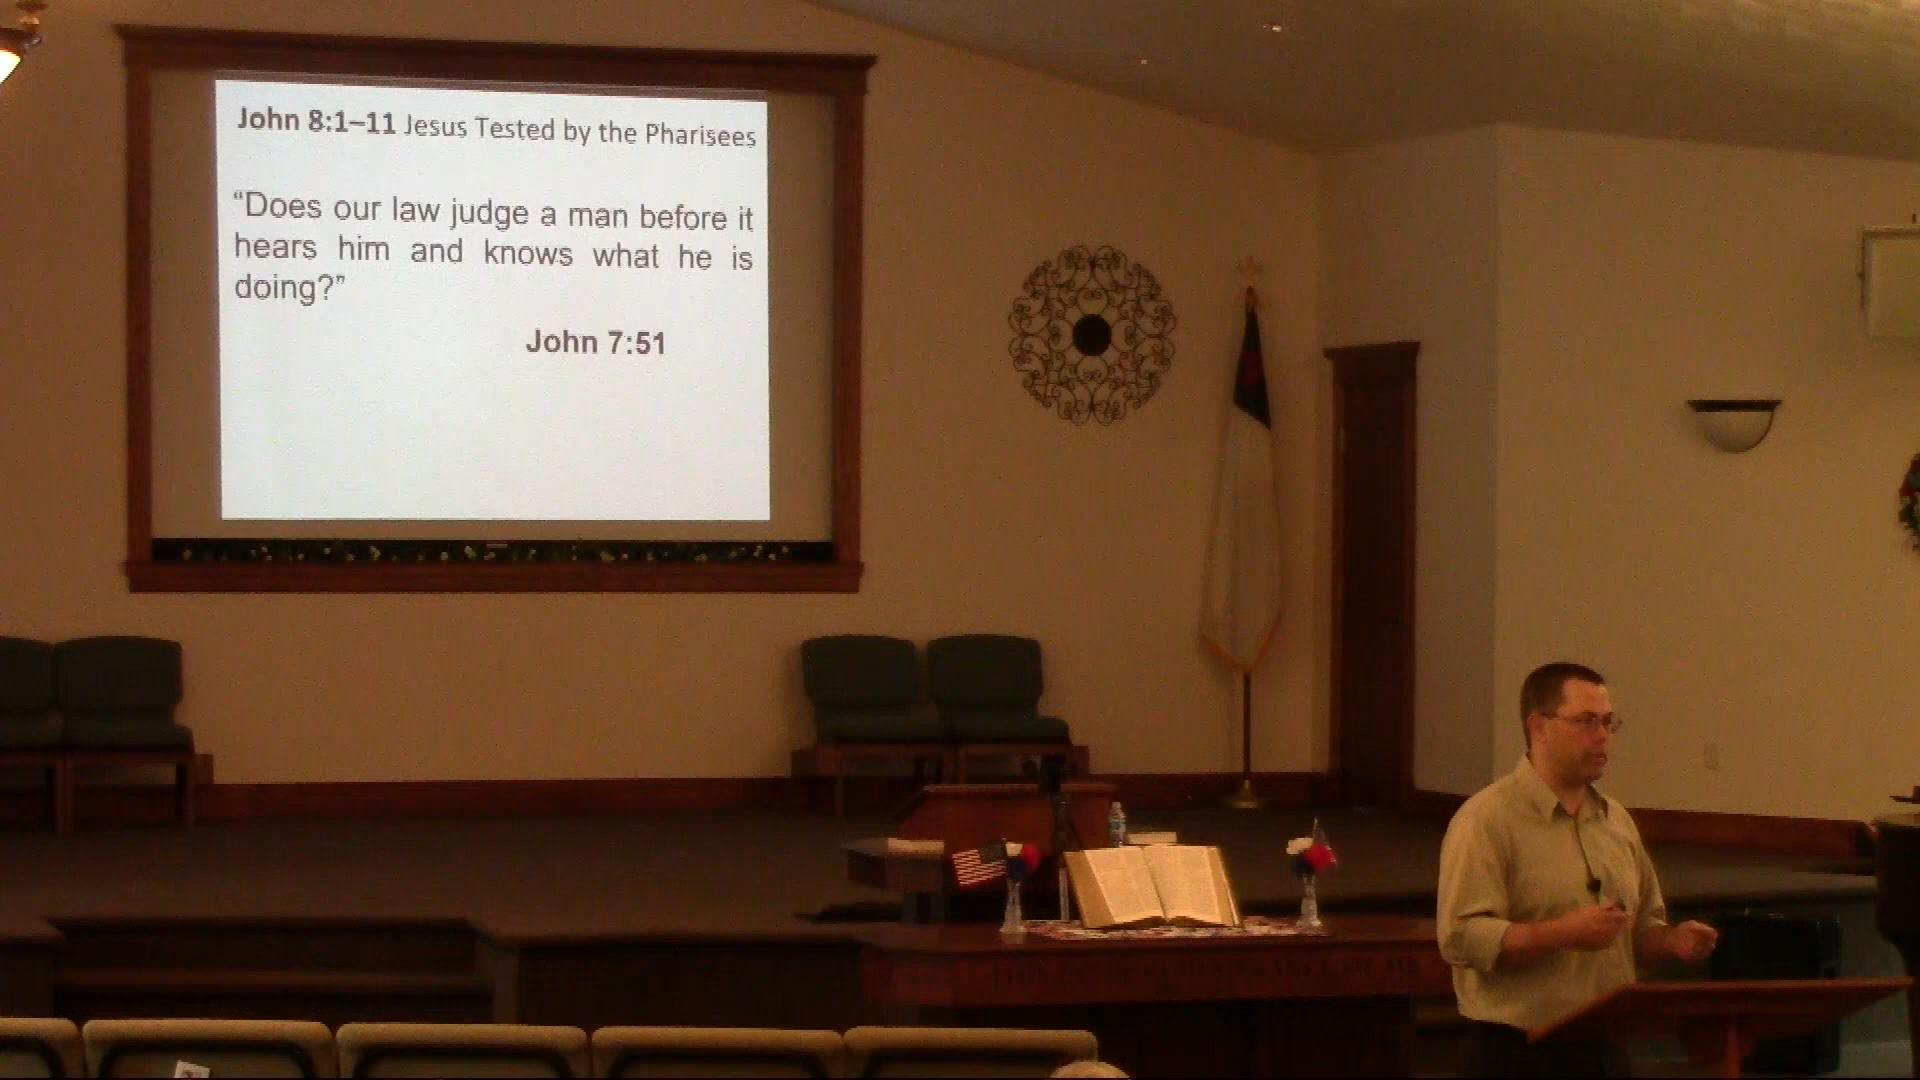 John 8:1–11 Jesus Tested by the Pharisees
“Does our law judge a man before it
hears him and knows what he is
doing?”
John 7:51